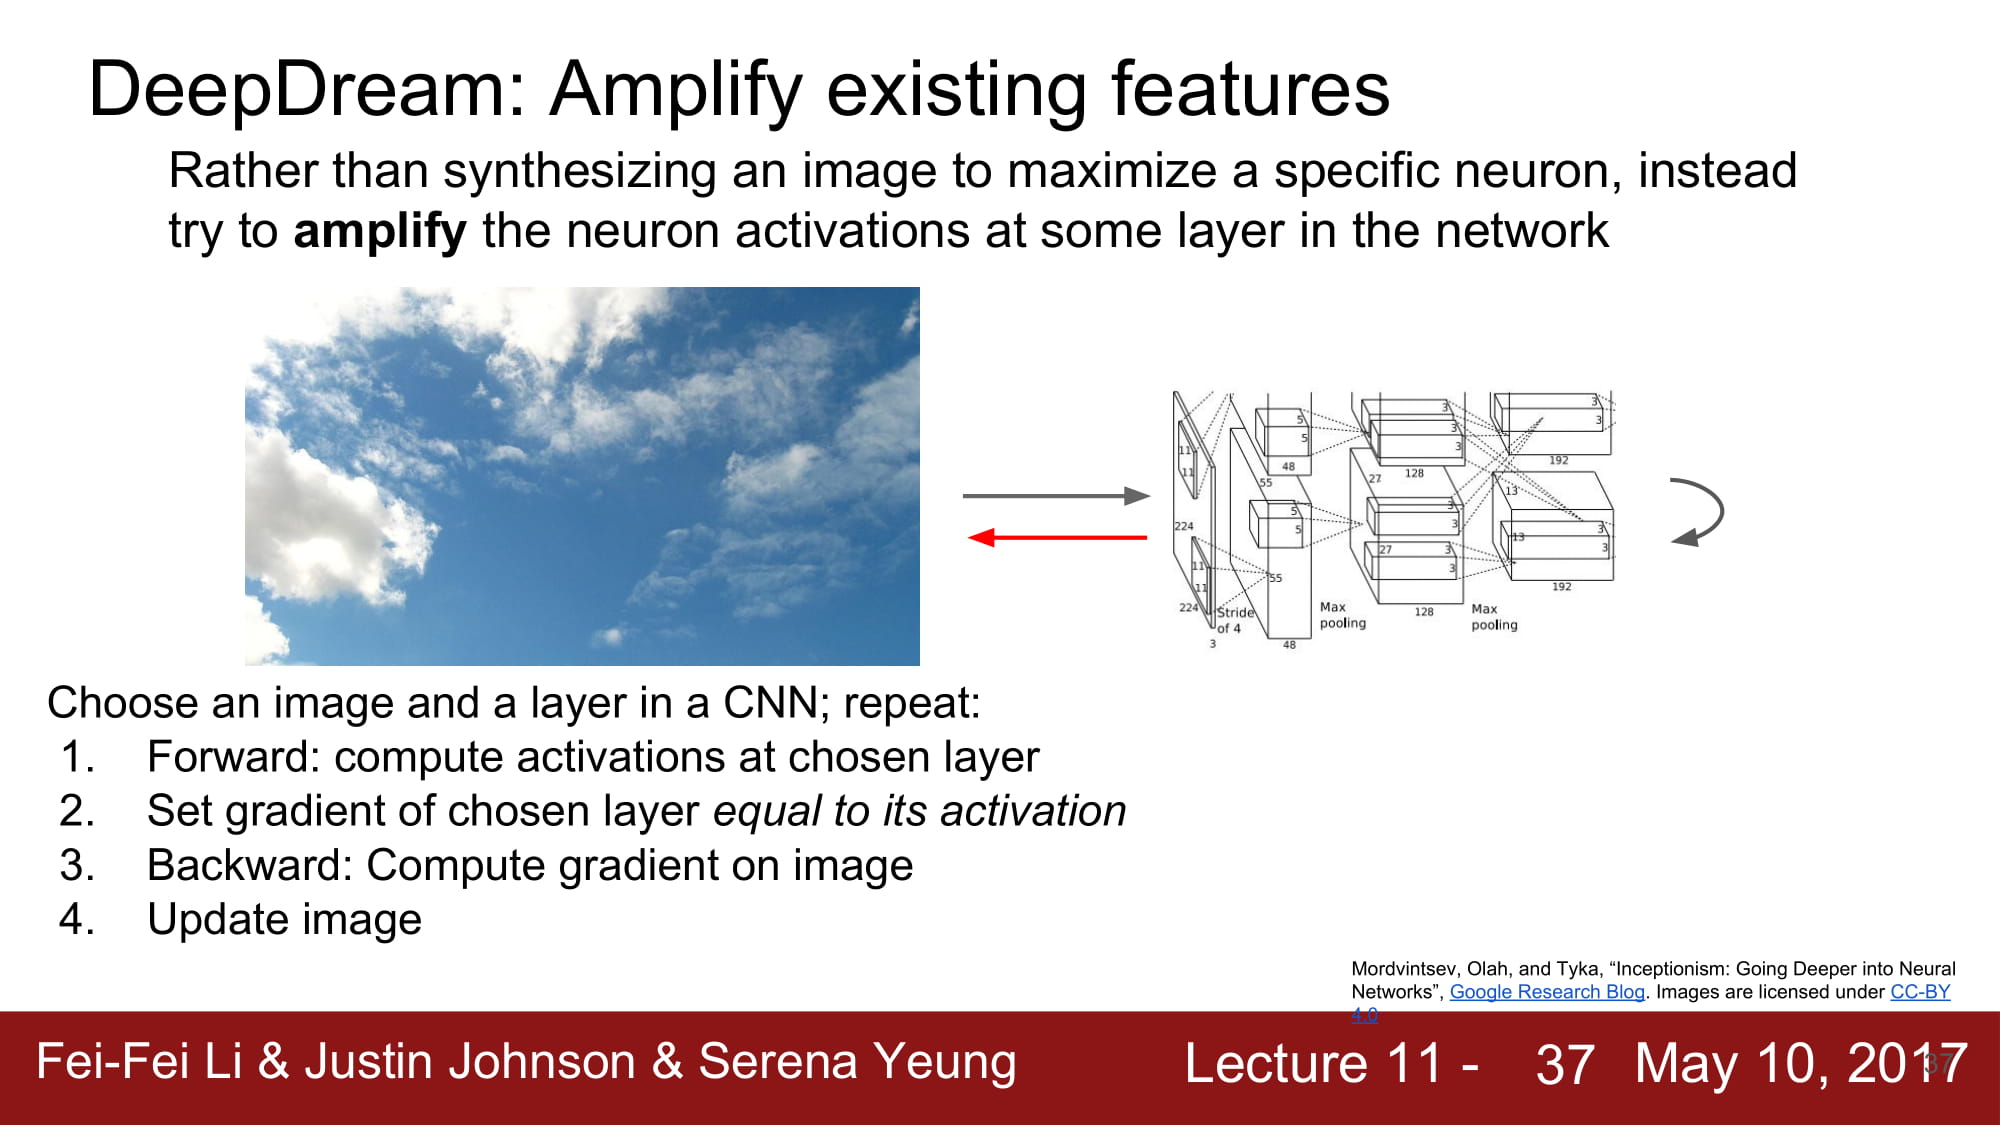 DeepDream: Amplify existing features
Rather than synthesizing an image to maximize a specific neuron, instead
try to amplify the neuron activations at some layer in the network
11
11
224
11
11
224
3
Stride
of 4
5
5
48
55
5
5
55
48
Max
pooling
3
3
3
128
27
3
3
27
3
3
128
Max
pooling
3
3
192
13
3
13
3
192
Choose an image and a layer in a CNN; repeat:
1. Forward: compute activations at chosen layer
2. Set gradient of chosen layer equal to its activation
3. Backward: Compute gradient on image
4. Update image
Mordvintsev, Olah, and Tyka, “Inceptionism: Going Deeper into Neural
Networks”, Google Research Blog. Images are licensed under CC-BY
4.0
Fei-Fei Li & Justin Johnson & Serena Yeung
Lecture 11 - 37 May 10, 2017
37